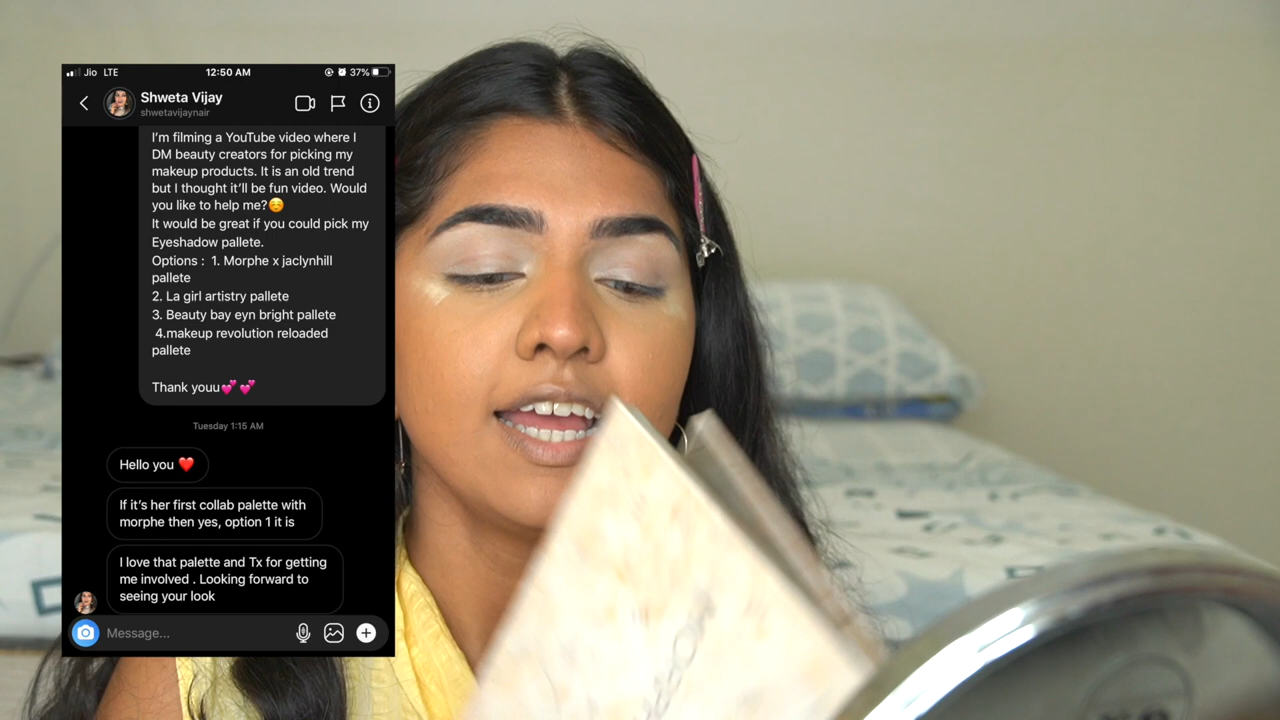 Jio LTE 12:50 AM 37%
Shweta Vijay
shwetavijaynair
I'm filming a YouTube video where I
DM beauty creators for picking my
makeup products. It is an old trend
but I thought it'll be fun video. Would
you like to help me?☺️
It would be great if you could pick my
Eyeshadow pallete.
Options : 1. Morphe x jaclynhill
pallete
2. La girl artistry pallete
3. Beauty bay eyn bright pallete
4.makeup revolution reloaded
pallete
Thank youu💕 💕
Tuesday 1:15 AM
Hello you ❤️
If it's her first collab palette with
morphe then yes, option 1 it is
I love that palette and Tx for getting
me involved . Looking forward to
seeing your look
Message...